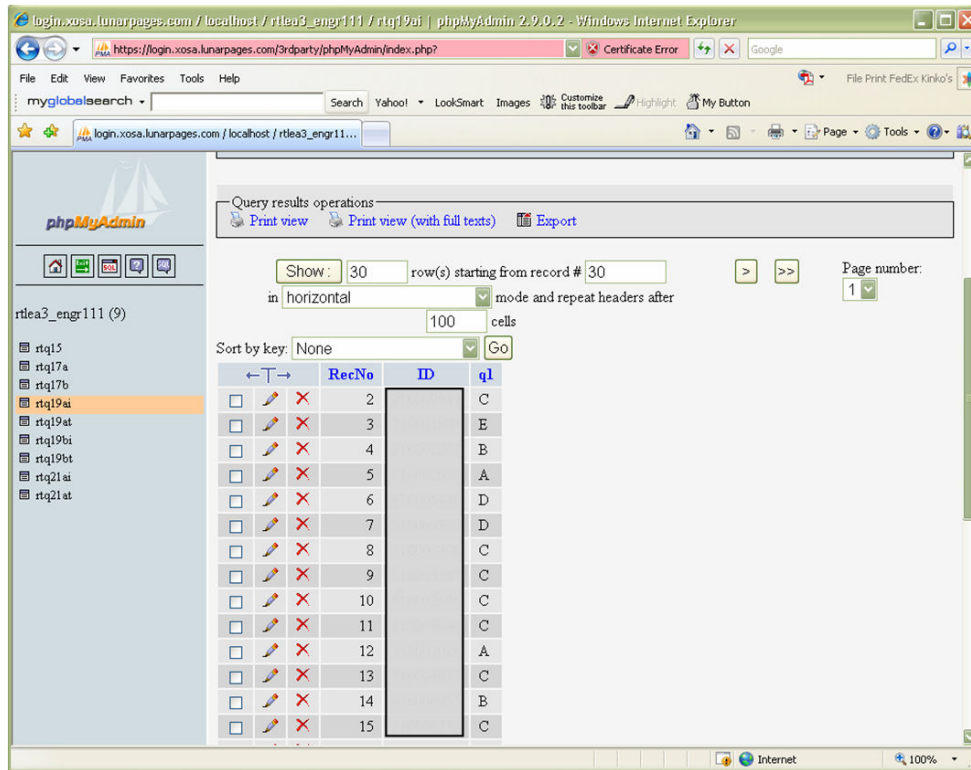 login.xosa.lunarpages.com / localhost / rtlea3_engr111 / rtq19ai | phpMyAdmin 2.9.0.2 - Windows Internet Explorer
https://login.xosa.lunarpages.com/3rdparty/phpMyAdmin/index.php?
Certificate Error
Google
File Edit View Favorites Tools Help
File Print FedEx Kinko's
myglobalsearch
Search Yahoo! LookSmart Images Customize this toolbar Highlight My Button
login.xosa.lunarpages.com / localhost / rtlea3_engr11...
Page Tools
phpMyAdmin
rtlea3_engr111 (9)
rtq15
rtq17a
rtq17b
rtq19ai
rtq19at
rtq19bi
rtq19bt
rtq21ai
rtq21at
Query results operations
Print view Print view (with full texts) Export
Show : 30 row(s) starting from record # 30 > >> Page number:
in horizontal mode and repeat headers after 1
100 cells
Sort by key: None Go
←T→ RecNo ID q1
2 C
3 E
4 B
5 A
6 D
7 D
8 C
9 C
10 C
11 C
12 A
13 C
14 B
15 C
Internet 100%